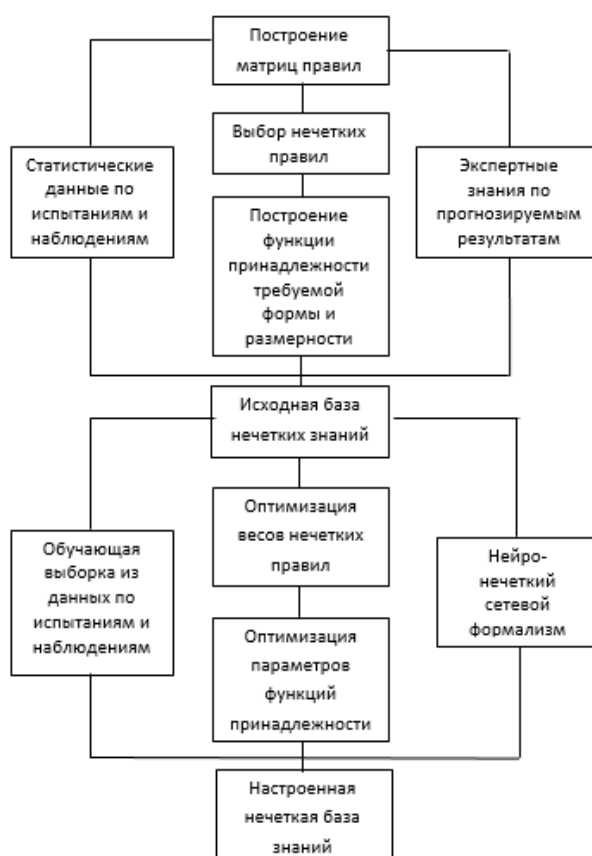 Построение
матриц правил
Выбор нечетких
правил
Статистические
данные по
испытаниям и
наблюдениям
Построение
функции
принадлежности
требуемой
формы и
размерности
Экспертные
знания по
прогнозируемым
результатам
Исходная база
нечетких знаний
Оптимизация
весов нечетких
правил
Обучающая
выборка из
данных по
испытаниям и
наблюдениям
Оптимизация
параметров
функций
принадлежности
Нейро-
нечеткий
сетевой
формализм
Настроенная
нечеткая база
знаний